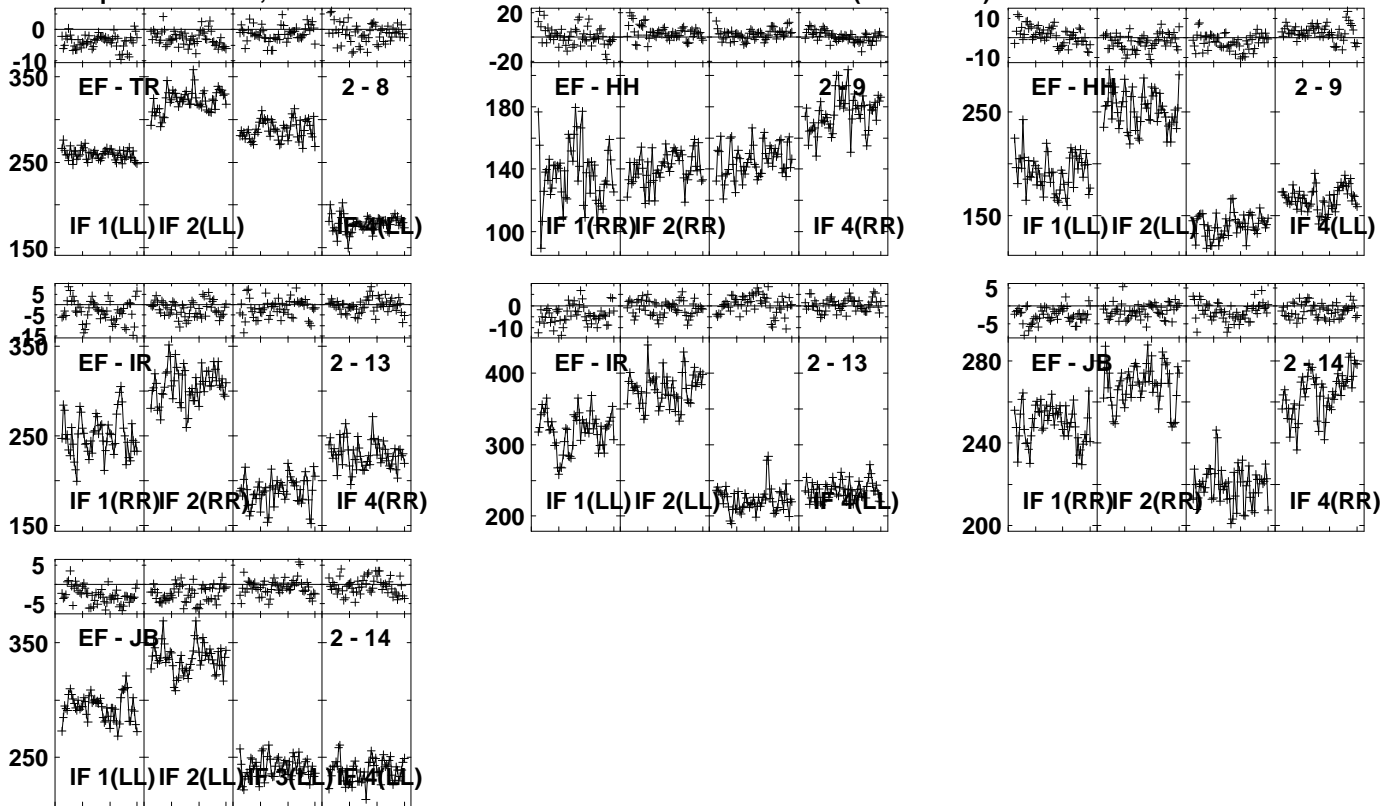 0
-10
350
250
150
EF - TR
2 - 8
IF 1(LL) IF 2(LL) IF 4(LL)
20
-20
180
140
100
EF - HH
2 - 9
IF 1(RR) IF 2(RR) IF 4(RR)
10
-10
250
150
EF - HH
2 - 9
IF 1(LL) IF 2(LL) IF 4(LL)
5
-5
-15
350
250
150
EF - IR
2 - 13
IF 1(RR) IF 2(RR) IF 4(RR)
0
-10
400
300
200
EF - IR
2 - 13
IF 1(LL) IF 2(LL) IF 4(LL)
5
-5
280
240
200
EF - JB
2 - 14
IF 1(RR) IF 2(RR) IF 4(RR)
5
-5
350
250
EF - JB
2 - 14
IF 1(LL) IF 2(LL) IF 3(LL) IF 4(LL)